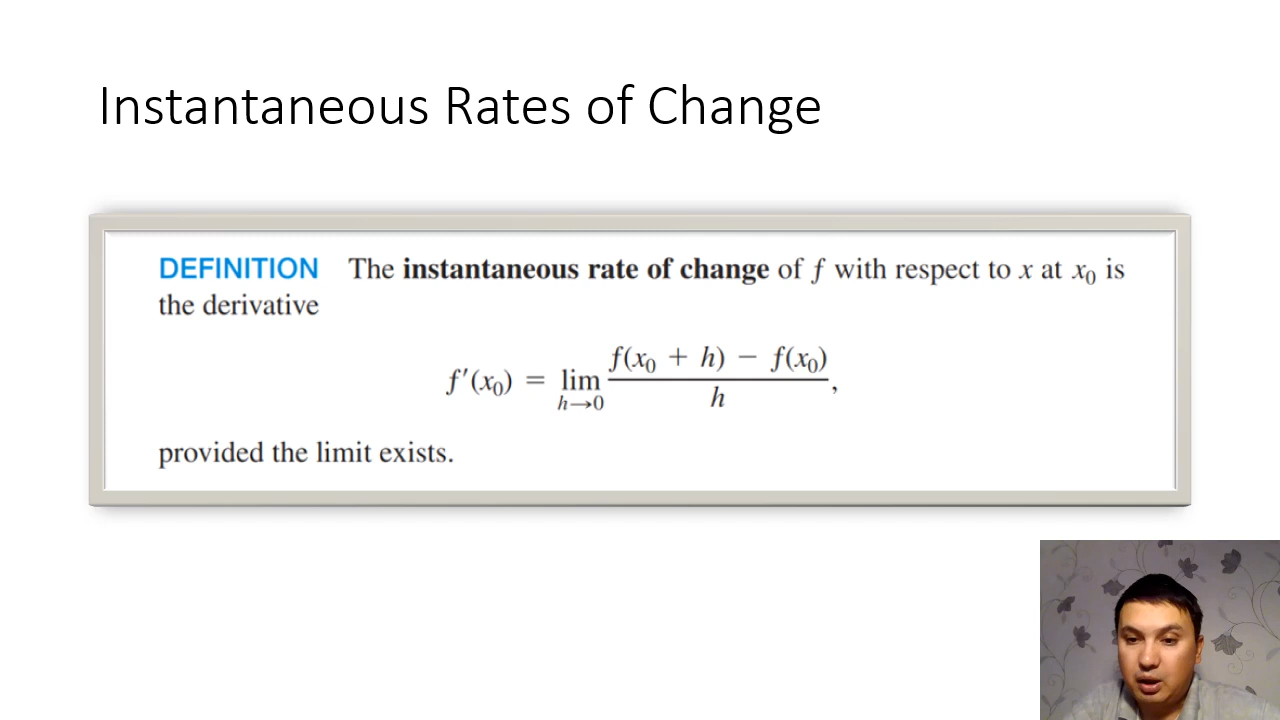 Instantaneous Rates of Change
DEFINITION The instantaneous rate of change of f with respect to x at x₀ is
the derivative
f′(x₀) = lim_{h→0} (f(x₀ + h) − f(x₀))/h,
provided the limit exists.